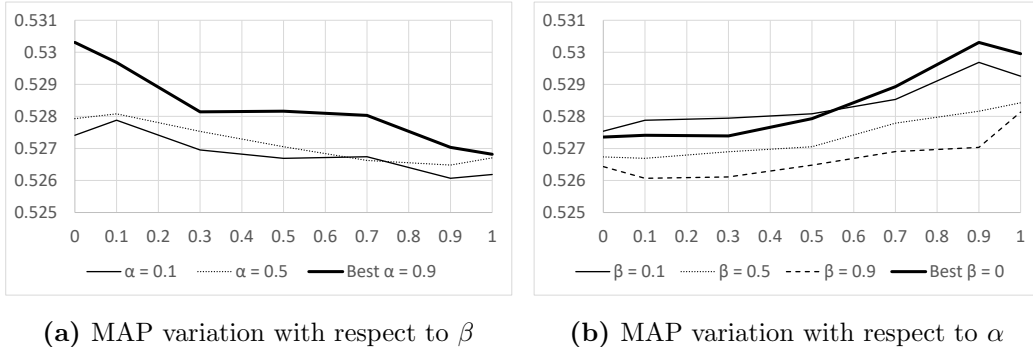 0.531
0.53
0.529
0.528
0.527
0.526
0.525
0 0.1 0.2 0.3 0.4 0.5 0.6 0.7 0.8 0.9 1
α = 0.1 α = 0.5 Best α = 0.9
(a) MAP variation with respect to β
0.531
0.53
0.529
0.528
0.527
0.526
0.525
0 0.1 0.2 0.3 0.4 0.5 0.6 0.7 0.8 0.9 1
β = 0.1 β = 0.5 β = 0.9 Best β = 0
(b) MAP variation with respect to α